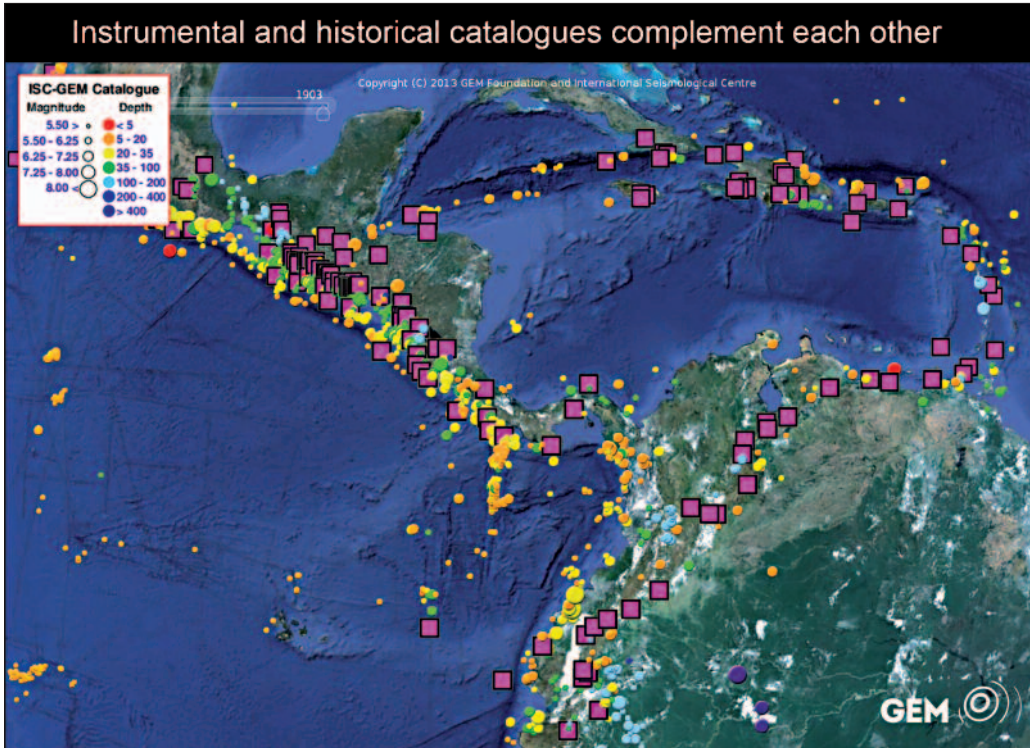 Instrumental and historical catalogues complement each other
Copyright (C) 2013 GEM Foundation and International Seismological Centre
1903
ISC-GEM Catalogue
Magnitude Depth
5.50 > < 5
5.50 - 6.25 5 - 20
6.25 - 7.25 20 - 35
7.25 - 8.00 35 - 100
8.00 < 100 - 200
200 - 400
> 400
GEM